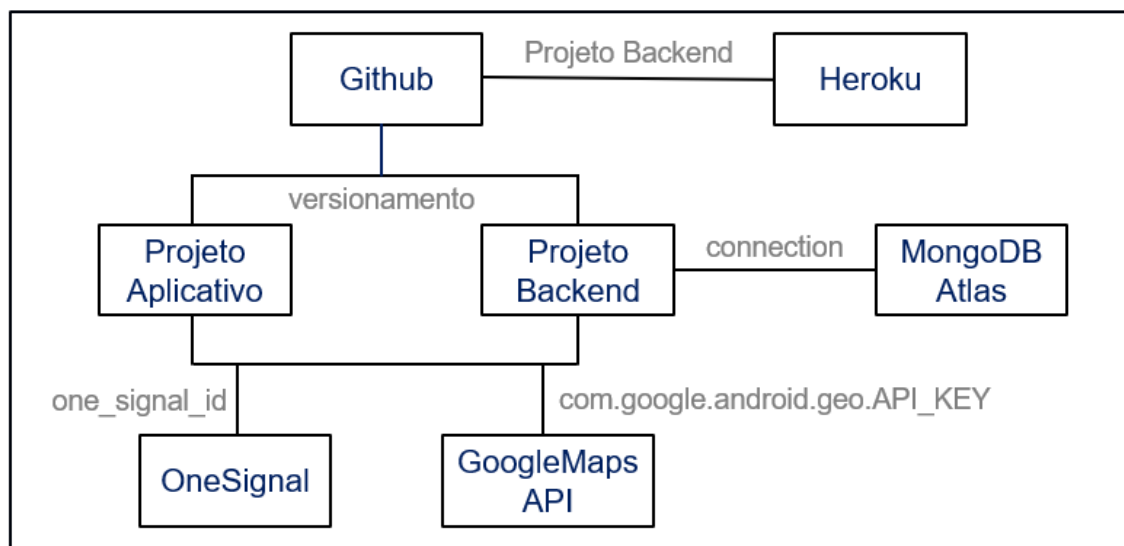 Github
Projeto Backend
Heroku
versionamento
Projeto
Aplicativo
Projeto
Backend
connection
MongoDB
Atlas
one_signal_id
com.google.android.geo.API_KEY
OneSignal
GoogleMaps
API